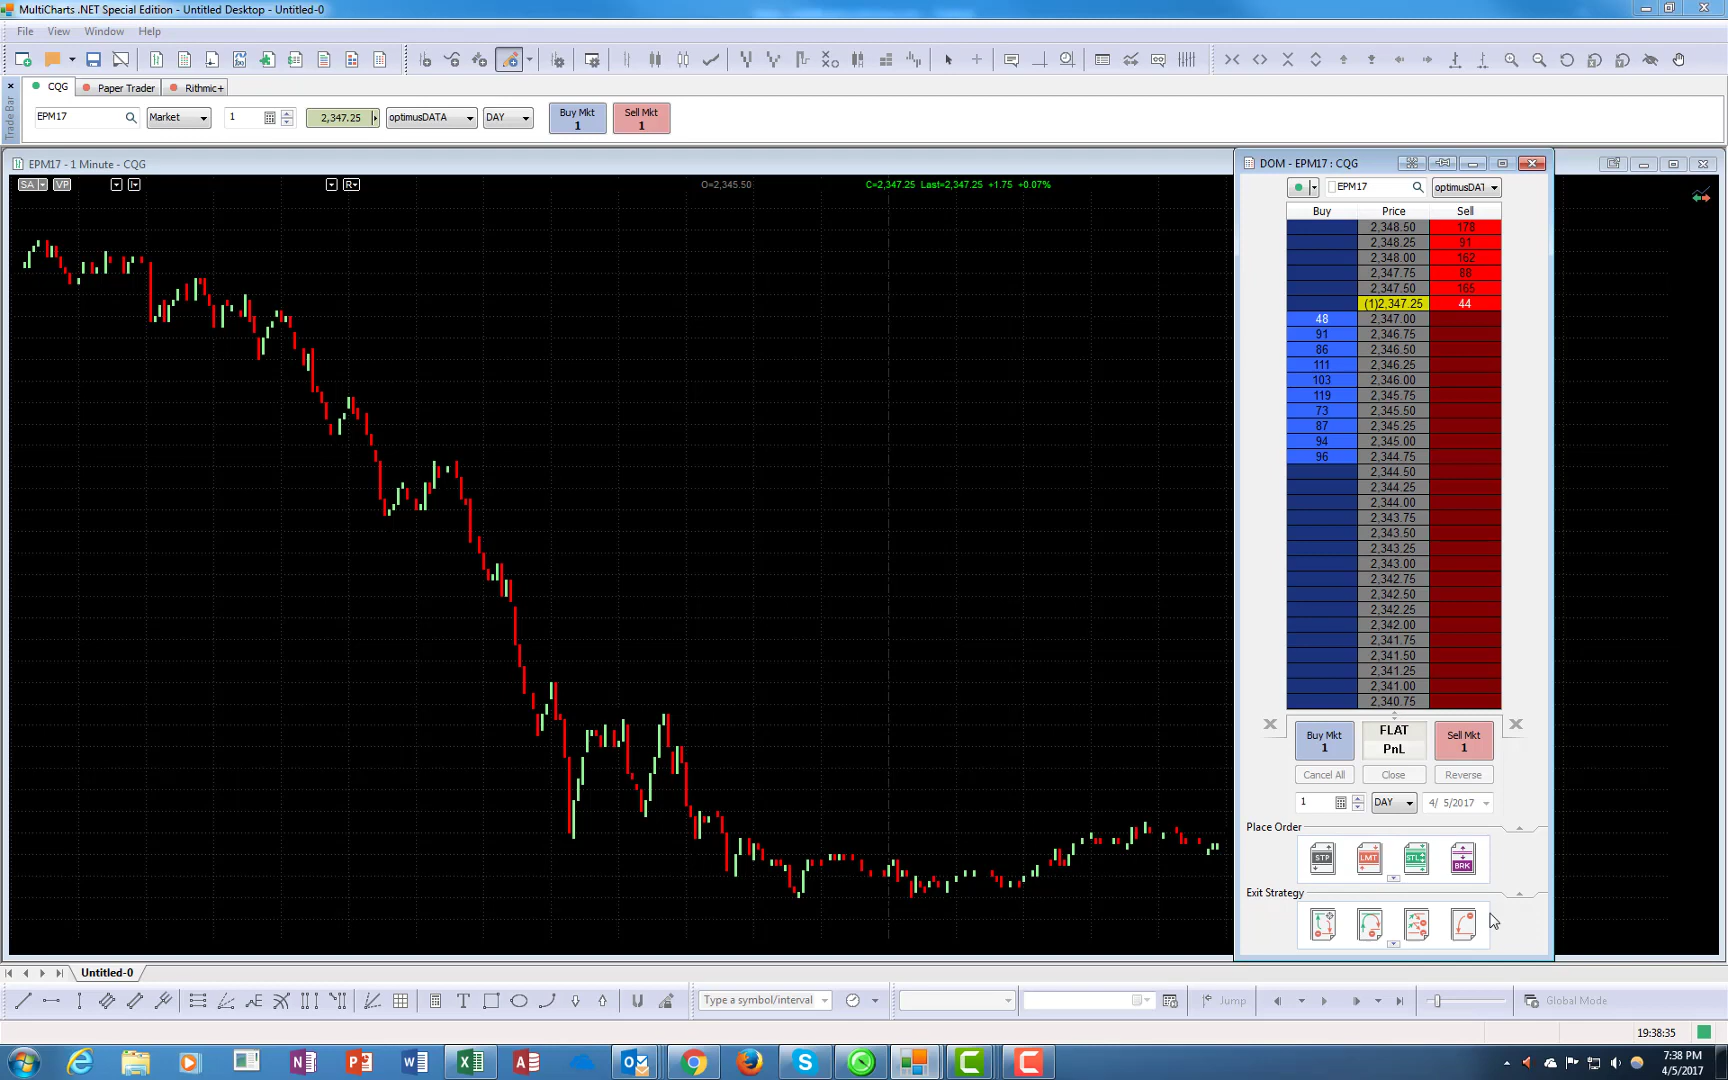 MultiCharts .NET Special Edition - Untitled Desktop - Untitled-0
File View Window Help
CQG Paper Trader Rithmic+
Trade Bar
EPM17 Market 1 2,347.25 optimusDATA DAY Buy Mkt 1 Sell Mkt 1
EPM17 - 1 Minute - CQG
DOM - EPM17 : CQG
SA VP R O=2,345.50 C=2,347.25 Last=2,347.25 +1.75 +0.07%
EPM17 optimusDAT
Buy Price Sell
2,348.50 178
2,348.25 91
2,348.00 162
2,347.75 88
2,347.50 165
(1)2,347.25 44
48 2,347.00
91 2,346.75
86 2,346.50
111 2,346.25
103 2,346.00
119 2,345.75
73 2,345.50
87 2,345.25
94 2,345.00
96 2,344.75
2,344.50
2,344.25
2,344.00
2,343.75
2,343.50
2,343.25
2,343.00
2,342.75
2,342.50
2,342.25
2,342.00
2,341.75
2,341.50
2,341.25
2,341.00
2,340.75
Buy Mkt 1 FLAT PnL Sell Mkt 1
Cancel All Close Reverse
1 DAY 4/ 5/2017
Place Order
STP LMT STL BRK
Exit Strategy
Untitled-0
Type a symbol/interval Jump Global Mode
19:38:35
7:38 PM
4/5/2017